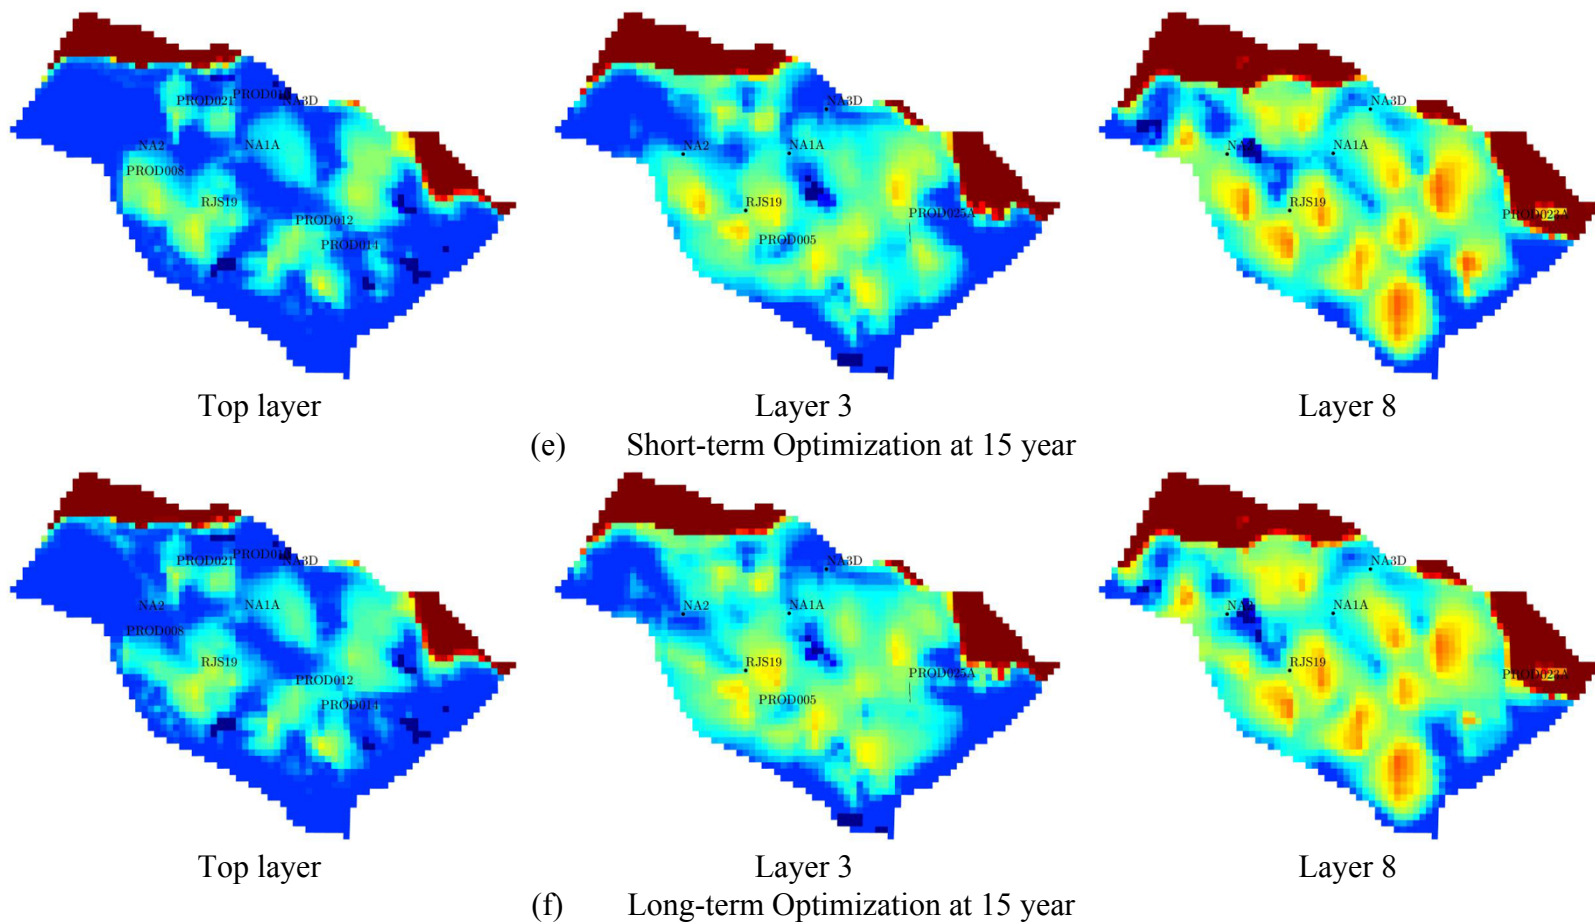 PROD021
NA3D
NA2
NA1A
PROD008
RJS19
PROD012
PROD014
NA3D
NA2
NA1A
RJS19
PROD025A
PROD005
NA3D
NA1A
RJS19
PROD023A
Top layer Layer 3 Layer 8
(e) Short-term Optimization at 15 year
PROD021
NA3D
NA2
NA1A
PROD008
RJS19
PROD012
PROD014
NA3D
NA2
NA1A
RJS19
PROD025A
PROD005
NA3D
NA1A
RJS19
PROD023A
Top layer Layer 3 Layer 8
(f) Long-term Optimization at 15 year